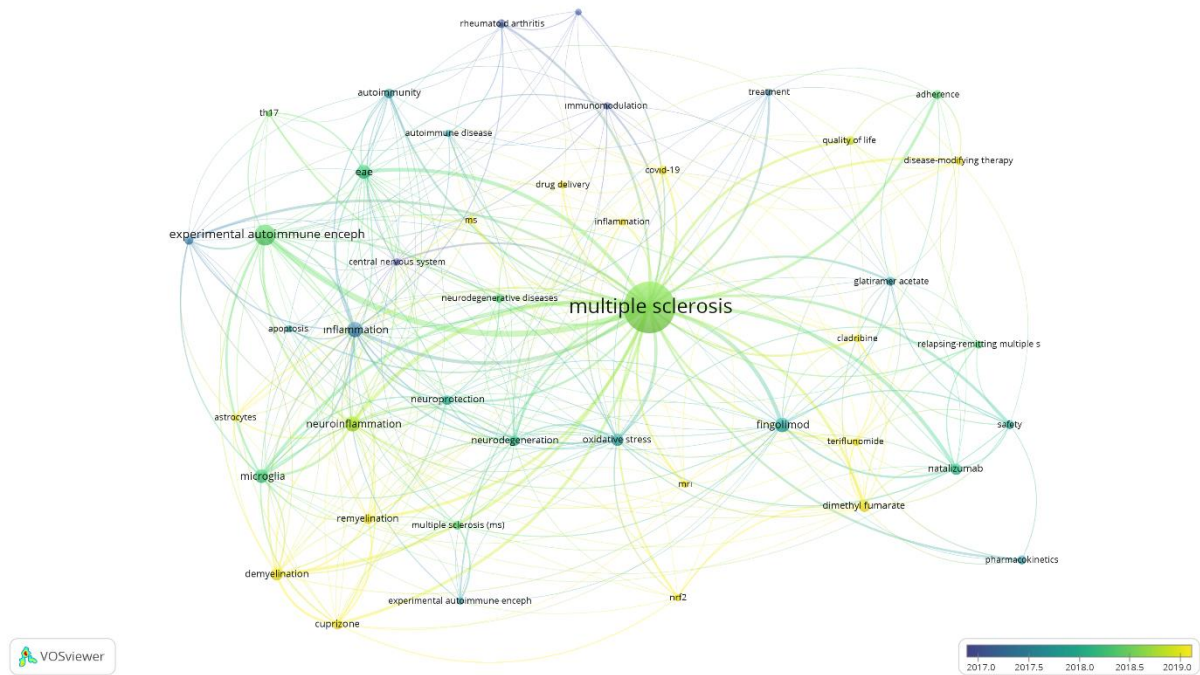 rheumatoid arthritis
autoimmunity
treatment
adherence
th17
immunomodulation
autoimmune disease
quality of life
disease-modifying therapy
eae
covid-19
drug delivery
ms
inflammation
experimental autoimmune enceph
central nervous system
glatiramer acetate
neurodegenerative diseases
multiple sclerosis
apoptosis
inflammation
cladribine
relapsing-remitting multiple s
neuroprotection
astrocytes
neuroinflammation
fingolimod
safety
neurodegeneration
oxidative stress
teriflunomide
natalizumab
microglia
mri
dimethyl fumarate
remyelination
multiple sclerosis (ms)
pharmacokinetics
demyelination
experimental autoimmune enceph
nrf2
cuprizone
VOSviewer
2017.0 2017.5 2018.0 2018.5 2019.0